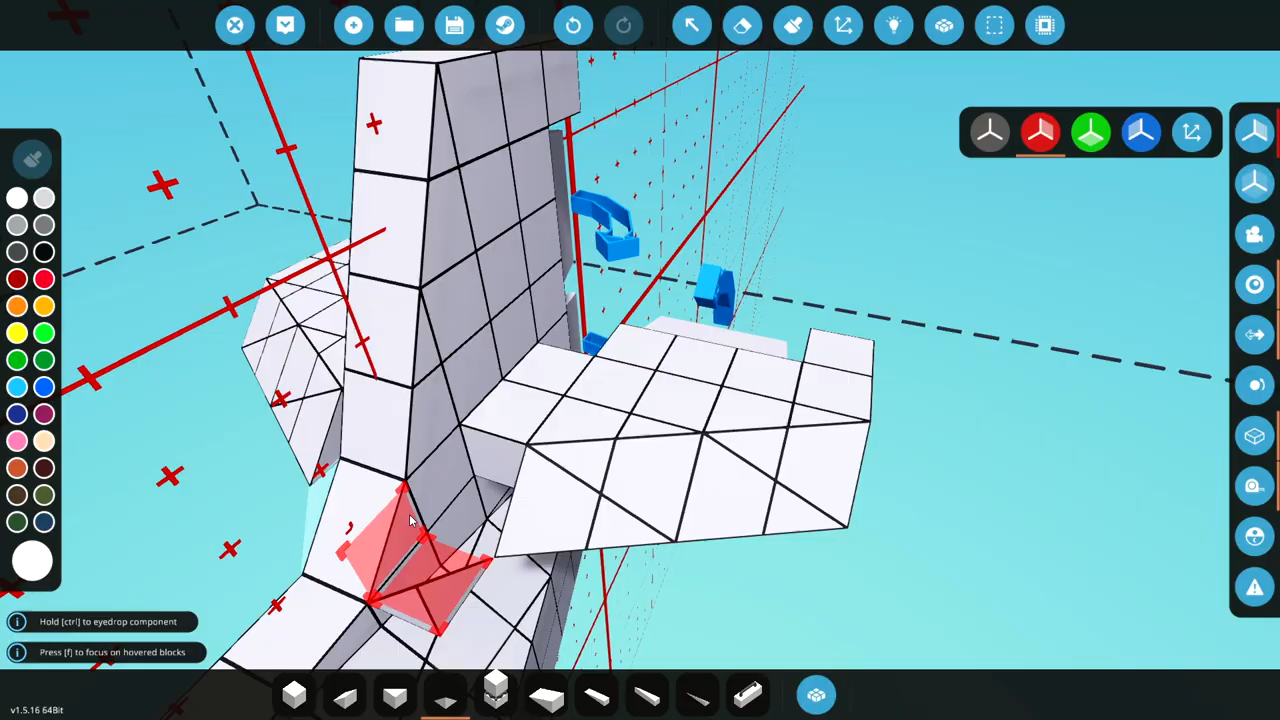 Hold [ctrl] to eyedrop component
Press [f] to focus on hovered blocks
v1.5.16 64Bit